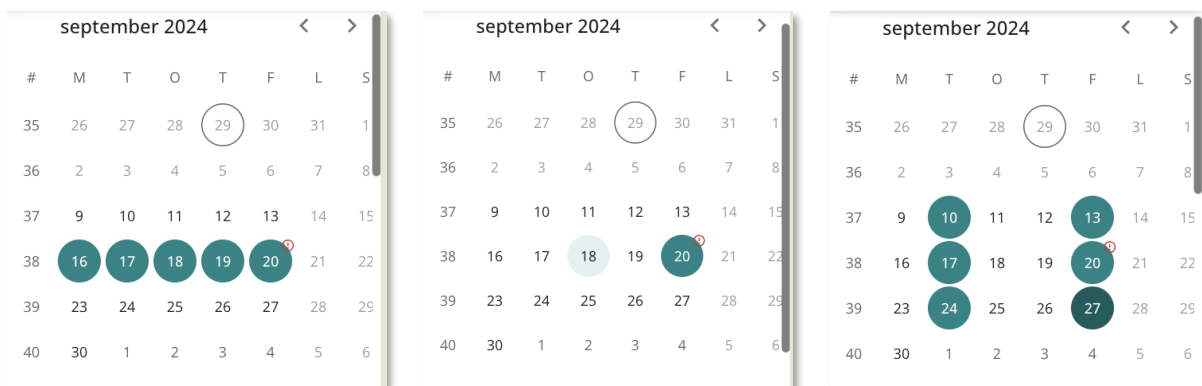 september 2024 < >
# M T O T F L S
35 26 27 28 29 30 31 1
36 2 3 4 5 6 7 8
37 9 10 11 12 13 14 15
38 16 17 18 19 20 21 22
39 23 24 25 26 27 28 29
40 30 1 2 3 4 5 6
september 2024 < >
# M T O T F L S
35 26 27 28 29 30 31 1
36 2 3 4 5 6 7 8
37 9 10 11 12 13 14 15
38 16 17 18 19 20 21 22
39 23 24 25 26 27 28 29
40 30 1 2 3 4 5 6
september 2024 < >
# M T O T F L S
35 26 27 28 29 30 31 1
36 2 3 4 5 6 7 8
37 9 10 11 12 13 14 15
38 16 17 18 19 20 21 22
39 23 24 25 26 27 28 29
40 30 1 2 3 4 5 6